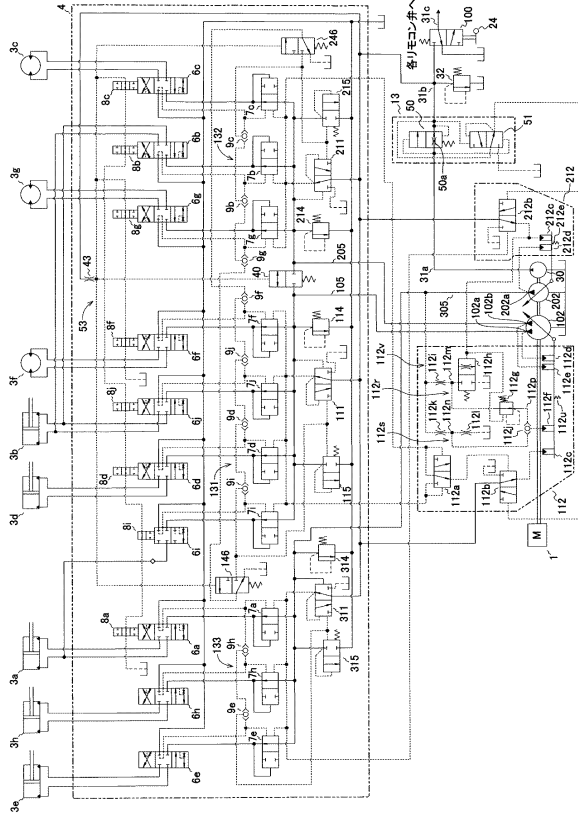 4
3c
3g
3f
3b
3d
3a
3h
3e
8c
8b
8g
8f
8j
8d
8i
8a
6c
6b
6g
6f
6j
6d
6i
6a
6h
6e
43
53
246
146
9c
132
9b
9g
9f
9j
9d
131
9i
9h
133
9e
7c
7b
7g
7f
7j
7d
7i
7a
7h
7e
215
211
214
40
205
105
114
111
115
314
311
315
各リモコン弁へ
31c
100
24
31b
32
13
50
50a
51
212
212b
212c
212e
212d
31a
30
305
202
202a
102b
102a
102
112v
112i
112m
112r
112h
112k
112n
112g
112s
112l
112j
112p
112d
112e
112f
112u
112c
112a
112b
112
M
1